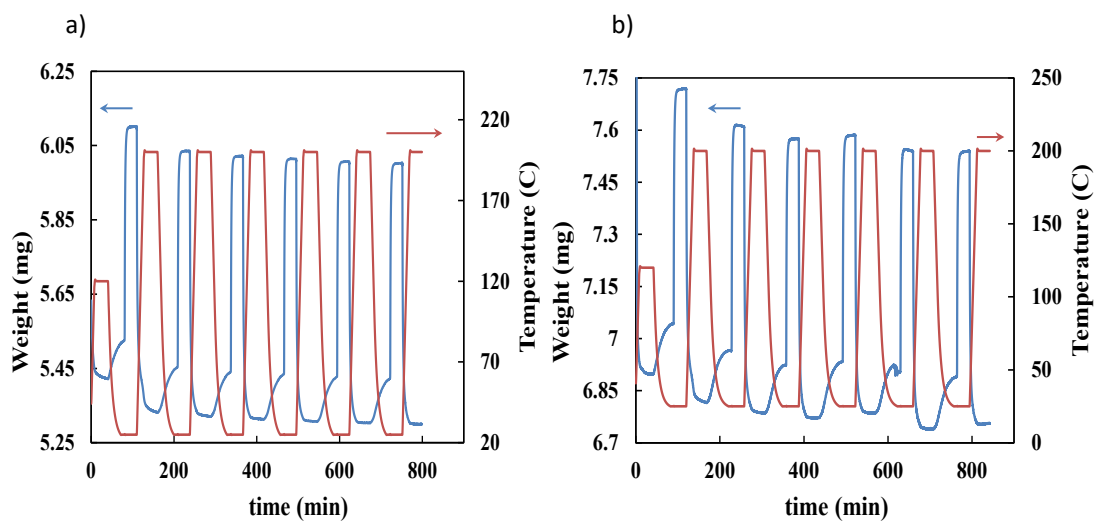 a)
6.25
6.05
5.85
5.65
5.45
5.25
Weight (mg)
0 200 400 600 800
time (min)
220
170
120
70
20
Temperature (C)
b)
7.75
7.6
7.45
7.3
7.15
7
6.85
6.7
Weight (mg)
0 200 400 600 800
time (min)
250
200
150
100
50
0
Temperature (C)